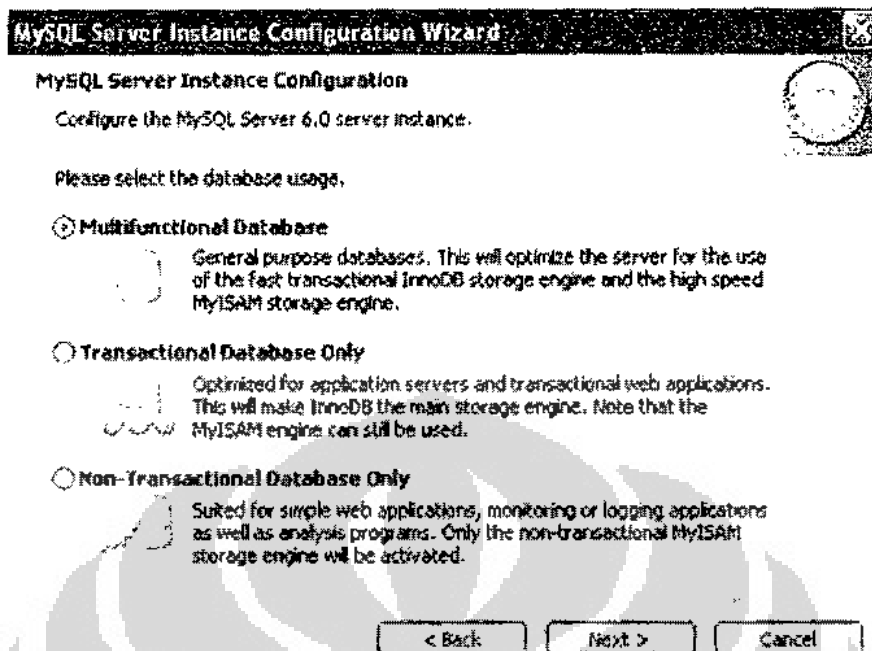 MySQL Server Instance Configuration Wizard
MySQL Server Instance Configuration
Configure the MySQL Server 6.0 server instance.
Please select the database usage.
Multifunctional Database
General purpose databases. This will optimize the server for the use
of the fast transactional InnoDB storage engine and the high speed
MyISAM storage engine.
Transactional Database Only
Optimized for application servers and transactional web applications.
This will make InnoDB the main storage engine. Note that the
MyISAM engine can still be used.
Non-Transactional Database Only
Suited for simple web applications, monitoring or logging applications
as well as analysis programs. Only the non-transactional MyISAM
storage engine will be activated.
< Back
Next >
Cancel